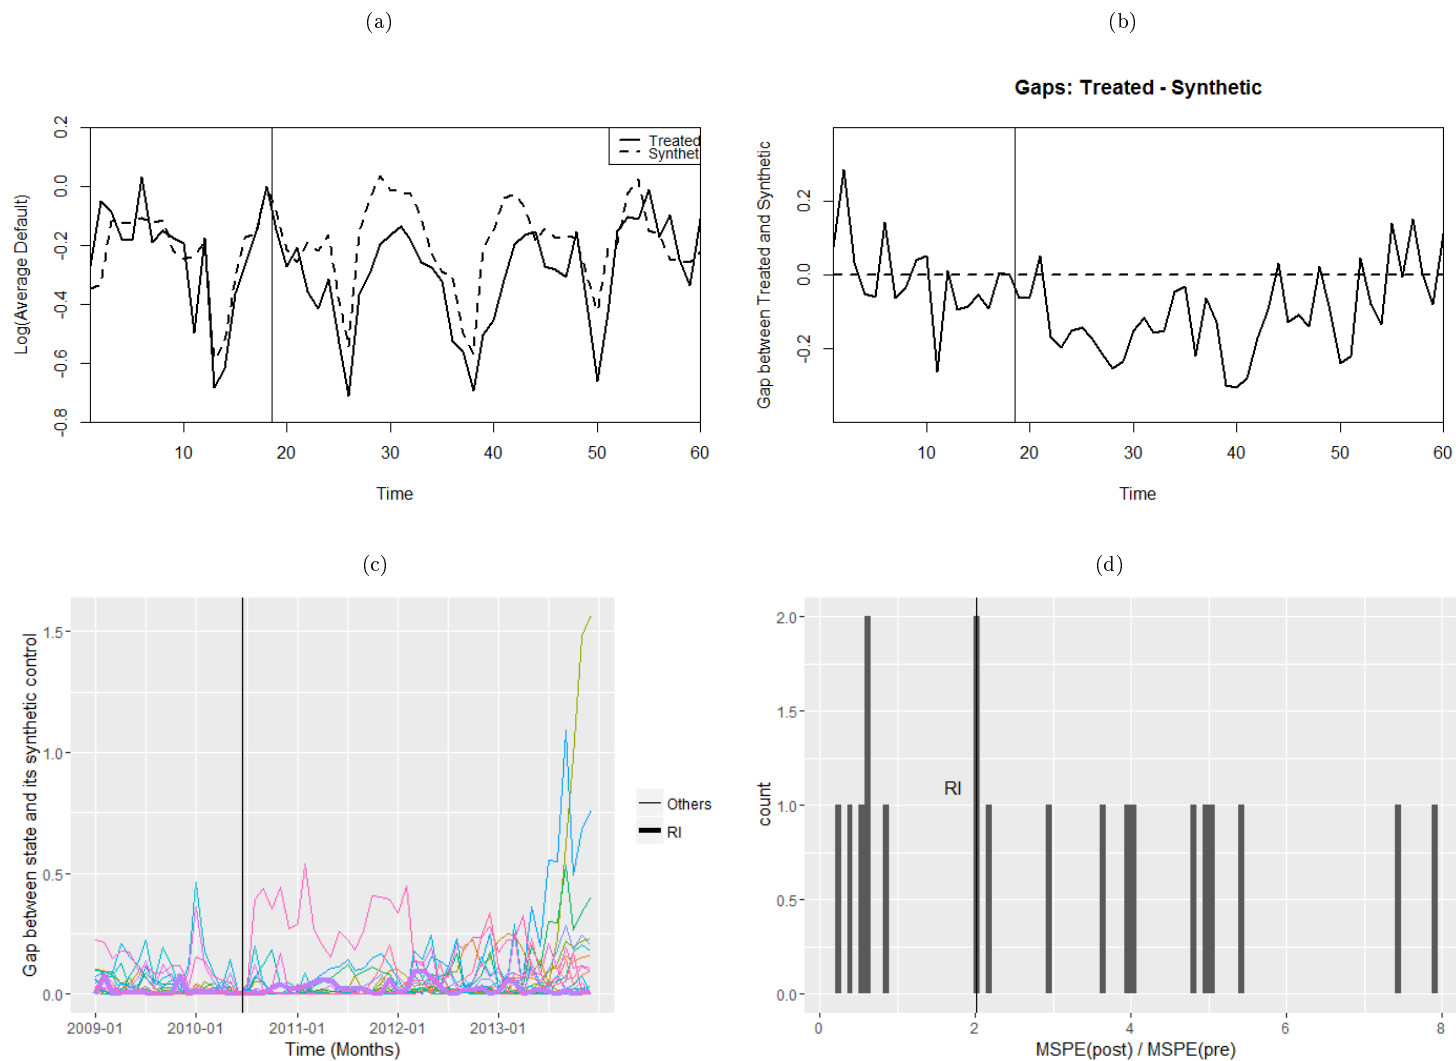 (a)
0.2
0.0
-0.2
-0.4
-0.6
-0.8
Log(Average Default)
Treated
Synthet
10
20
30
40
50
60
Time
(b)
Gaps: Treated - Synthetic
Gap between Treated and Synthetic
0.2
0.0
-0.2
10
20
30
40
50
60
Time
(c)
Gap between state and its synthetic control
1.5
1.0
0.5
0.0
2009-01
2010-01
2011-01
2012-01
2013-01
Time (Months)
Others
RI
(d)
count
2.0
1.5
1.0
0.5
0.0
RI
0
2
4
6
8
MSPE(post) / MSPE(pre)